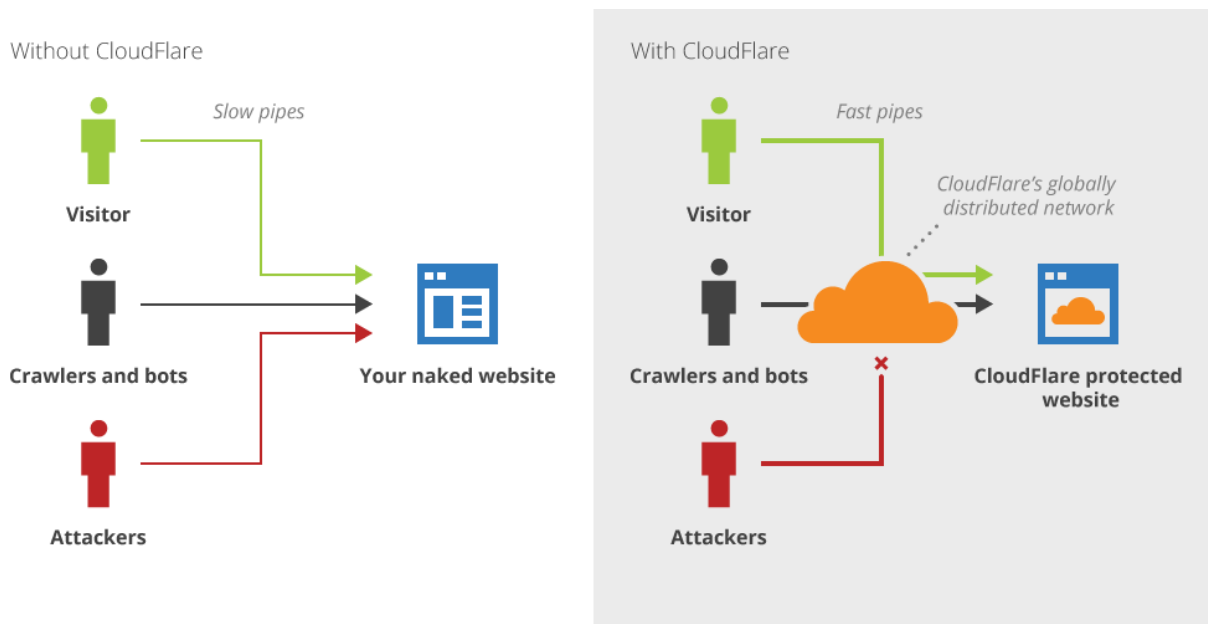 Without CloudFlare
Slow pipes
Visitor
Crawlers and bots
Your naked website
Attackers
With CloudFlare
Fast pipes
CloudFlare’s globally
distributed network
Visitor
Crawlers and bots
CloudFlare protected
website
Attackers